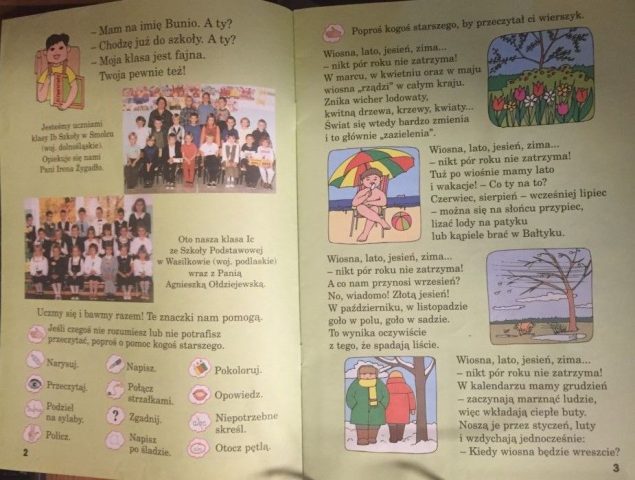 – Mam na imię Bunio. A ty?
– Chodzę już do szkoły. A ty?
– Moja klasa jest fajna.
Twoja pewnie też!
Jesteśmy uczniami
klasy Ib Szkoły w Smolcu
(woj. dolnośląskie).
Opiekuje się nami
Pani Irena Żygadło.
Oto nasza klasa Ic
ze Szkoły Podstawowej
w Wasilkowie (woj. podlaskie)
wraz z Panią
Agnieszką Ołdziejewską.
Uczmy się i bawmy razem! Te znaczki nam pomogą.
Jeśli czegoś nie rozumiesz lub nie potrafisz
przeczytać, poproś o pomoc kogoś starszego.
Narysuj.
Przeczytaj.
Podziel
na sylaby.
Policz.
Napisz.
Połącz
strzałkami.
Zgadnij.
Napisz
po śladzie.
Pokoloruj.
Opowiedz.
Niepotrzebne
skreśl.
Otocz pętlą.
2
Poproś kogoś starszego, by przeczytał ci wierszyk.
Wiosna, lato, jesień, zima...
– nikt pór roku nie zatrzyma!
W marcu, w kwietniu oraz w maju
wiosna „rządzi” w całym kraju.
Znika wicher lodowaty,
kwitną drzewa, krzewy, kwiaty...
Świat się wtedy bardzo zmienia
i to głównie „zazielenia”.
Wiosna, lato, jesień, zima...
– nikt pór roku nie zatrzyma!
Tuż po wiośnie mamy lato
i wakacje! – Co ty na to?
Czerwiec, sierpień – wcześniej lipiec
– można się na słońcu przypiec,
lizać lody na patyku
lub kąpiele brać w Bałtyku.
Wiosna, lato, jesień, zima...
– nikt pór roku nie zatrzyma!
A co nam przynosi wrzesień?
No, wiadomo! Złotą jesień!
W październiku, w listopadzie
goło w polu, goło w sadzie.
To wynika oczywiście
z tego, że spadają liście.
Wiosna, lato, jesień, zima...
– nikt pór roku nie zatrzyma!
W kalendarzu mamy grudzień
– zaczynają marznąć ludzie,
więc wkładają ciepłe buty.
Noszą je przez styczeń, luty
i wzdychają jednocześnie:
– Kiedy wiosna będzie wreszcie?
3